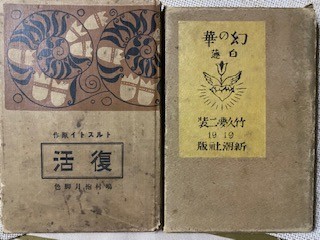 トルストイ原作
復活
島村抱月脚色
幻の華
白蓮
竹久夢二装
1919
新潮社版